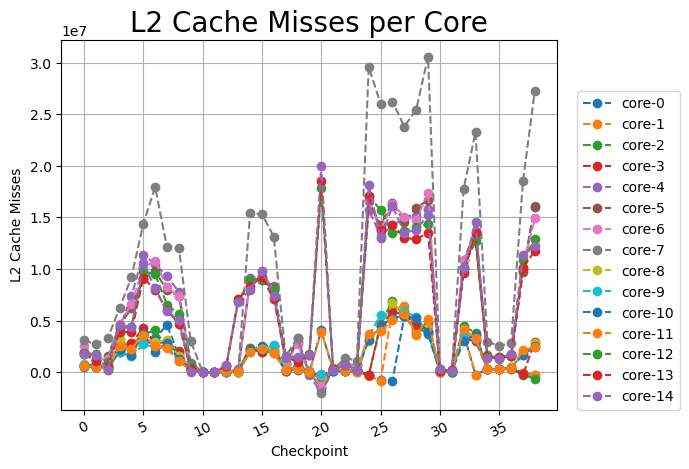 L2 Cache Misses per Core
1e7
3.0
2.5
2.0
1.5
1.0
0.5
0.0
L2 Cache Misses
0 5 10 15 20 25 30 35
Checkpoint
core-0
core-1
core-2
core-3
core-4
core-5
core-6
core-7
core-8
core-9
core-10
core-11
core-12
core-13
core-14